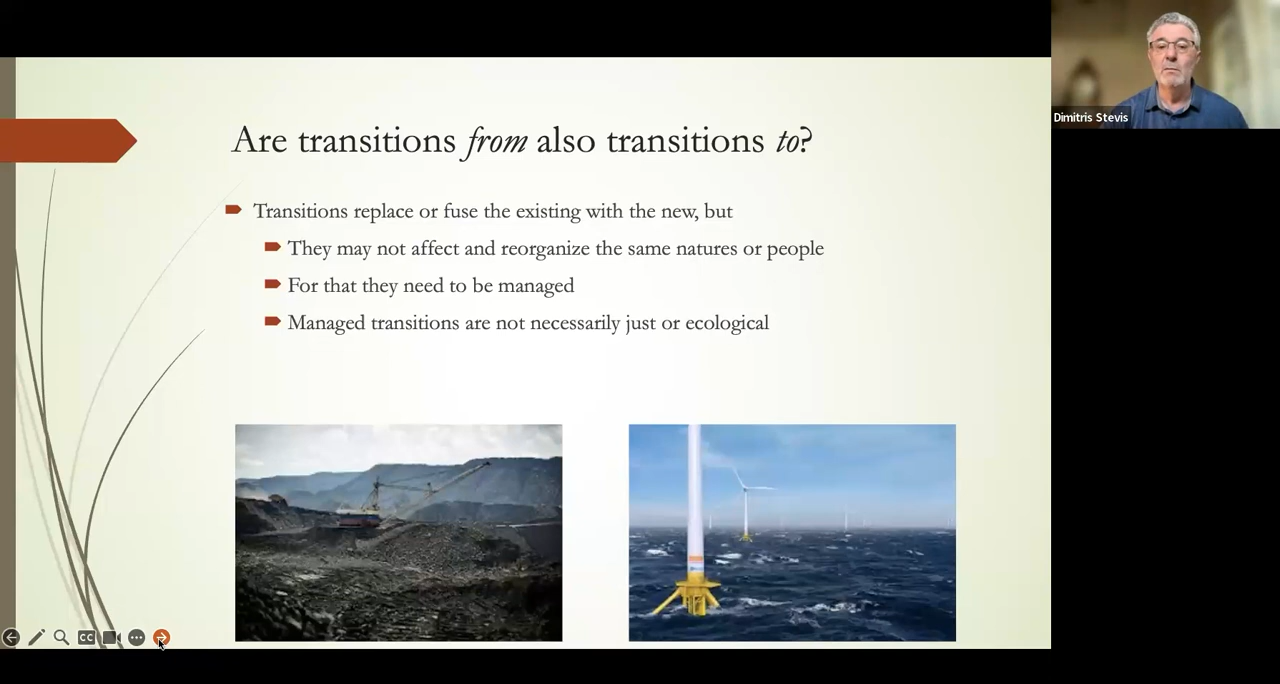 Are transitions from also transitions to?
Transitions replace or fuse the existing with the new, but
They may not affect and reorganize the same natures or people
For that they need to be managed
Managed transitions are not necessarily just or ecological
Dimitris Stevis
CC